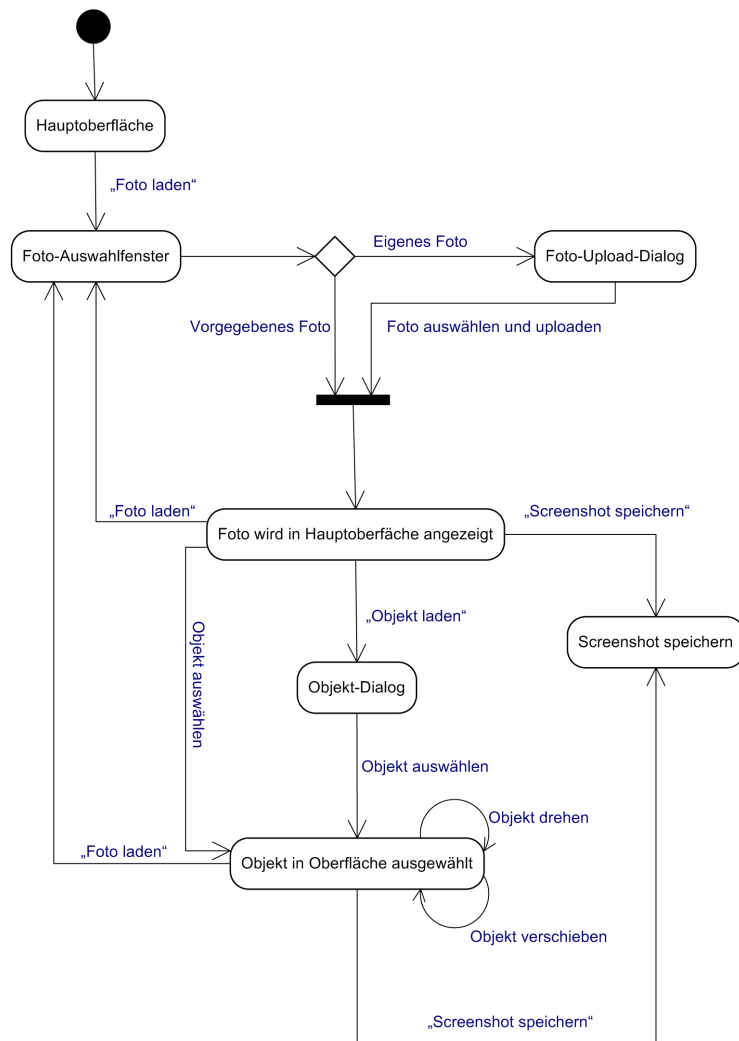 Hauptoberfläche
„Foto laden“
Foto-Auswahlfenster
Eigenes Foto
Foto-Upload-Dialog
Vorgegebenes Foto
Foto auswählen und uploaden
„Foto laden“
Foto wird in Hauptoberfäche angezeigt
„Screenshot speichern“
Objekt auswählen
„Objekt laden“
Screenshot speichern
Objekt-Dialog
Objekt auswählen
Objekt drehen
„Foto laden“
Objekt in Oberfläche ausgewählt
Objekt verschieben
„Screenshot speichern“